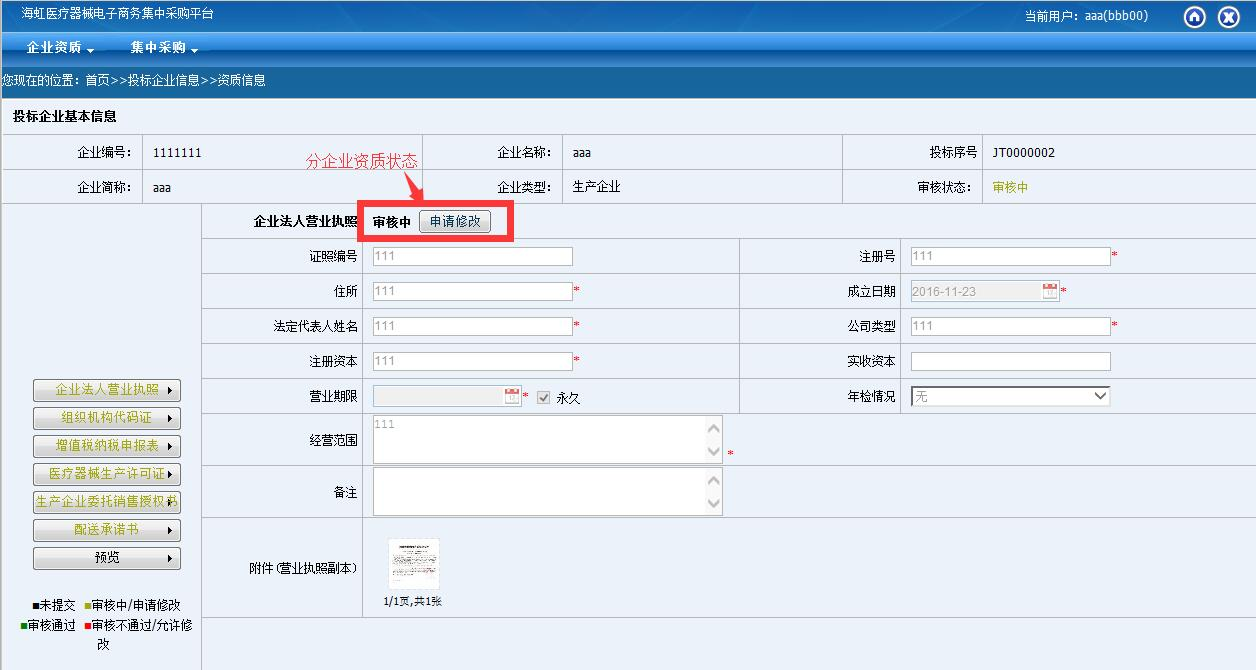 海虹医疗器械电子商务集中采购平台
当前用户：aaa(bbb00)
企业资质 集中采购
您现在的位置：首页>>投标企业信息>>资质信息
投标企业基本信息
企业编号： 1111111 企业名称： aaa 投标序号 JT0000002
分企业资质状态
企业简称： aaa 企业类型： 生产企业 审核状态： 审核中
企业法人营业执照 审核中 申请修改
证照编号 111 注册号 111 *
住所 111 * 成立日期 2016-11-23 *
法定代表人姓名 111 * 公司类型 111 *
注册资本 111 * 实收资本
营业期限 * 永久 年检情况 无
经营范围 111 *
备注
附件(营业执照副本)
1/1页,共1张
企业法人营业执照
组织机构代码证
增值税纳税申报表
医疗器械生产许可证
生产企业委托销售授权书
配送承诺书
预览
■未提交 ■审核中/申请修改
■审核通过 ■审核不通过/允许修
改